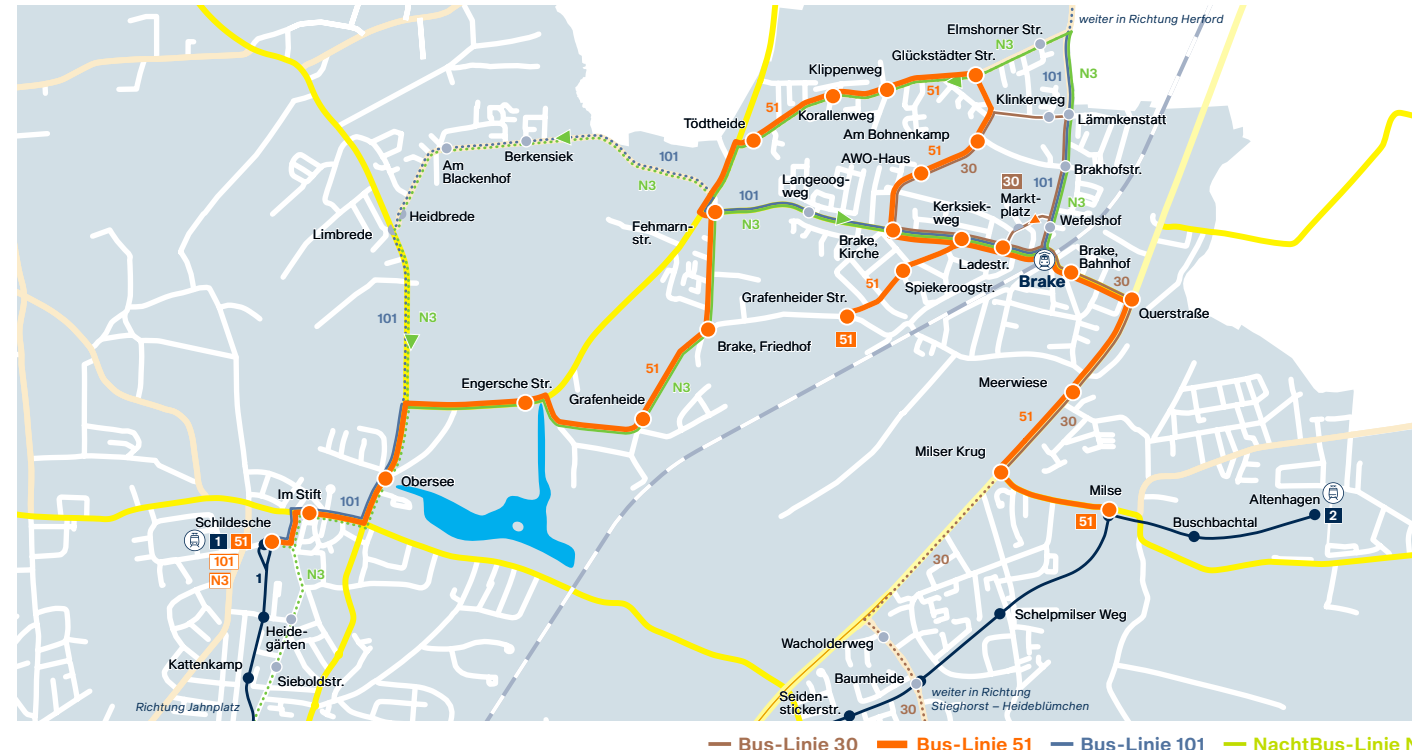 weiter in Richtung Herford
Elmshorner Str.
N3
Glückstädter Str.
Klippenweg
101
N3
51
51
Klinkerweg
Korallenweg
Lämmkenstatt
Tödtheide
Am Bohnenkamp
51
AWO-Haus
30
Berkensiek
101
Am
Blackenhof
N3
Langeoog-
weg
30
101
Brakhofstr.
101
Markt-
platz
N3
Kerksiek-
weg
Heidbrede
N3
Wefelshof
Limbrede
Fehmarn-
str.
Brake,
Kirche
Ladestr.
Brake,
Bahnhof
Brake
51
Spiekeroogstr.
30
Grafenheider Str.
101
N3
Querstraße
51
Brake, Friedhof
51
N3
Engersche Str.
Grafenheide
Meerwiese
51
30
Milser Krug
Obersee
Im Stift
101
Milse
51
Altenhagen
2
Buschbachtal
Schildesche
1
51
101
N3
1
N3
30
Schelpmilser Weg
Heide-
gärten
Wacholderweg
Kattenkamp
Sieboldstr.
Baumheide
weiter in Richtung
Stieghorst – Heideblümchen
Seiden-
stickerstr.
30
Richtung Jahnplatz
Bus-Linie 30
Bus-Linie 51
Bus-Linie 101
NachtBus-Linie